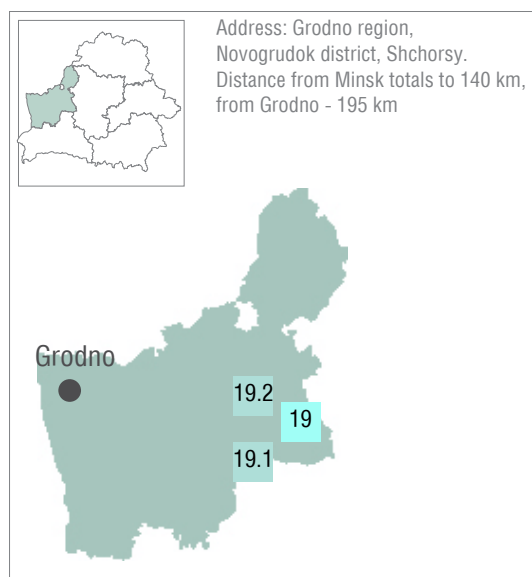 Address: Grodno region,
Novogrudok district, Shchorsy.
Distance from Minsk totals to 140 km,
from Grodno - 195 km
Grodno
19.2
19
19.1